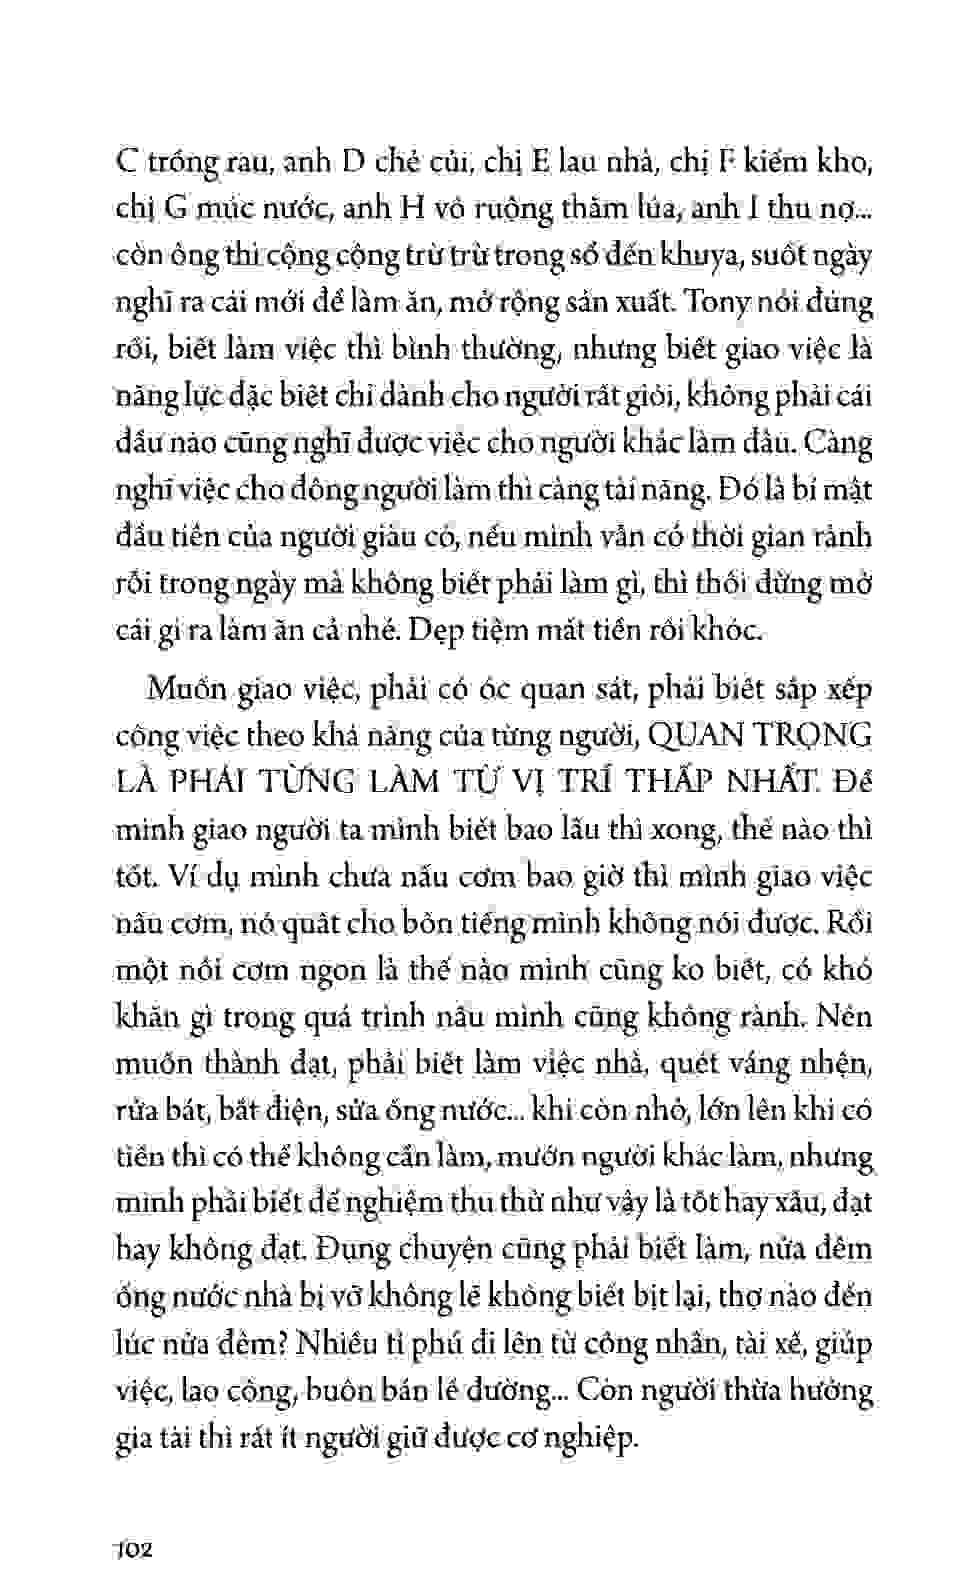 C trồng rau, anh D chẻ củi, chị E lau nhà, chị F kiểm kho,
chị G múc nước, anh H vô ruộng thăm lúa, anh I thu nợ...
còn ông thì cộng cộng trừ trừ trong sổ đến khuya, suốt ngày
nghĩ ra cái mới để làm ăn, mở rộng sản xuất. Tony nói đúng
rồi, biết làm việc thì bình thường, nhưng biết giao việc là
năng lực đặc biệt chỉ dành cho người rất giỏi, không phải cái
đầu nào cũng nghĩ được việc cho người khác làm đâu. Càng
nghĩ việc cho đông người làm thì càng tài năng. Đó là bí mật
đầu tiên của người giàu có, nếu mình vẫn có thời gian rảnh
rỗi trong ngày mà không biết phải làm gì, thì thôi đừng mở
cái gì ra làm ăn cả nhé. Dẹp tiệm mất tiền rồi khóc.
Muốn giao việc, phải có óc quan sát, phải biết sắp xếp
công việc theo khả năng của từng người, QUAN TRỌNG
LÀ PHẢI TỪNG LÀM TỪ VỊ TRÍ THẤP NHẤT. Để
mình giao người ta mình biết bao lâu thì xong, thế nào thì
tốt. Ví dụ mình chưa nấu cơm bao giờ thì mình giao việc
nấu cơm, nó quất cho bốn tiếng mình không nói được. Rồi
một nồi cơm ngon là thế nào mình cũng ko biết, có khó
khăn gì trong quá trình nấu mình cũng không rành. Nên
muốn thành đạt, phải biết làm việc nhà, quét váng nhện,
rửa bát, bắt điện, sửa ống nước... khi còn nhỏ, lớn lên khi có
tiền thì có thể không cần làm, mướn người khác làm, nhưng
mình phải biết để nghiệm thu thử như vậy là tốt hay xấu, đạt
hay không đạt. Đụng chuyện cũng phải biết làm, nửa đêm
ống nước nhà bị vỡ không lẽ không biết bịt lại, thợ nào đến
lúc nửa đêm? Nhiều tỉ phú đi lên từ công nhân, tài xế, giúp
việc, lao công, buôn bán lề đường... Còn người thừa hưởng
gia tài thì rất ít người giữ được cơ nghiệp.
102